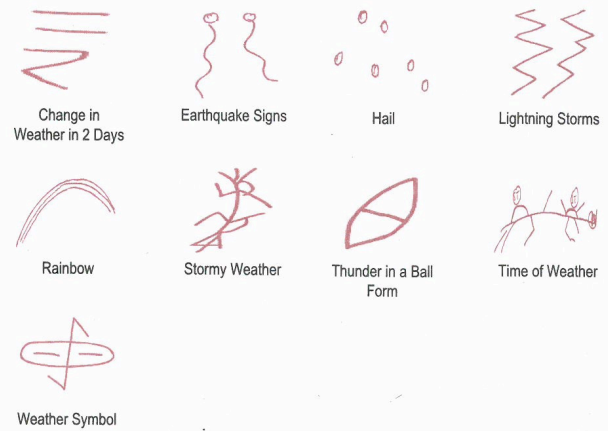 Change in
Weather in 2 Days
Earthquake Signs
Hail
Lightning Storms
Rainbow
Stormy Weather
Thunder in a Ball
Form
Time of Weather
Weather Symbol